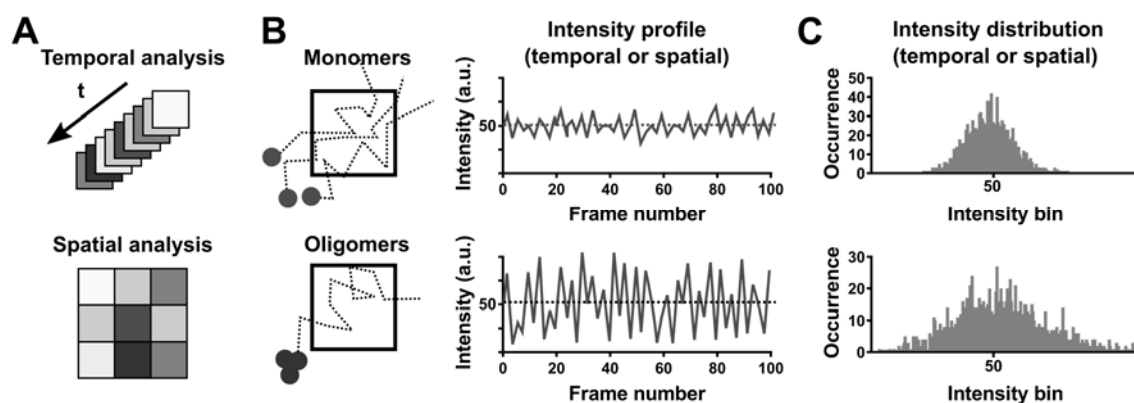 A
Temporal analysis
t
Spatial analysis
B
Monomers
Oligomers
Intensity profile
(temporal or spatial)
Intensity (a.u.)
50
0 20 40 60 80 100
Frame number
Intensity (a.u.)
50
0 20 40 60 80 100
Frame number
C
Intensity distribution
(temporal or spatial)
Occurrence
50
40
30
20
10
0
50
Intensity bin
Occurrence
30
20
10
0
50
Intensity bin